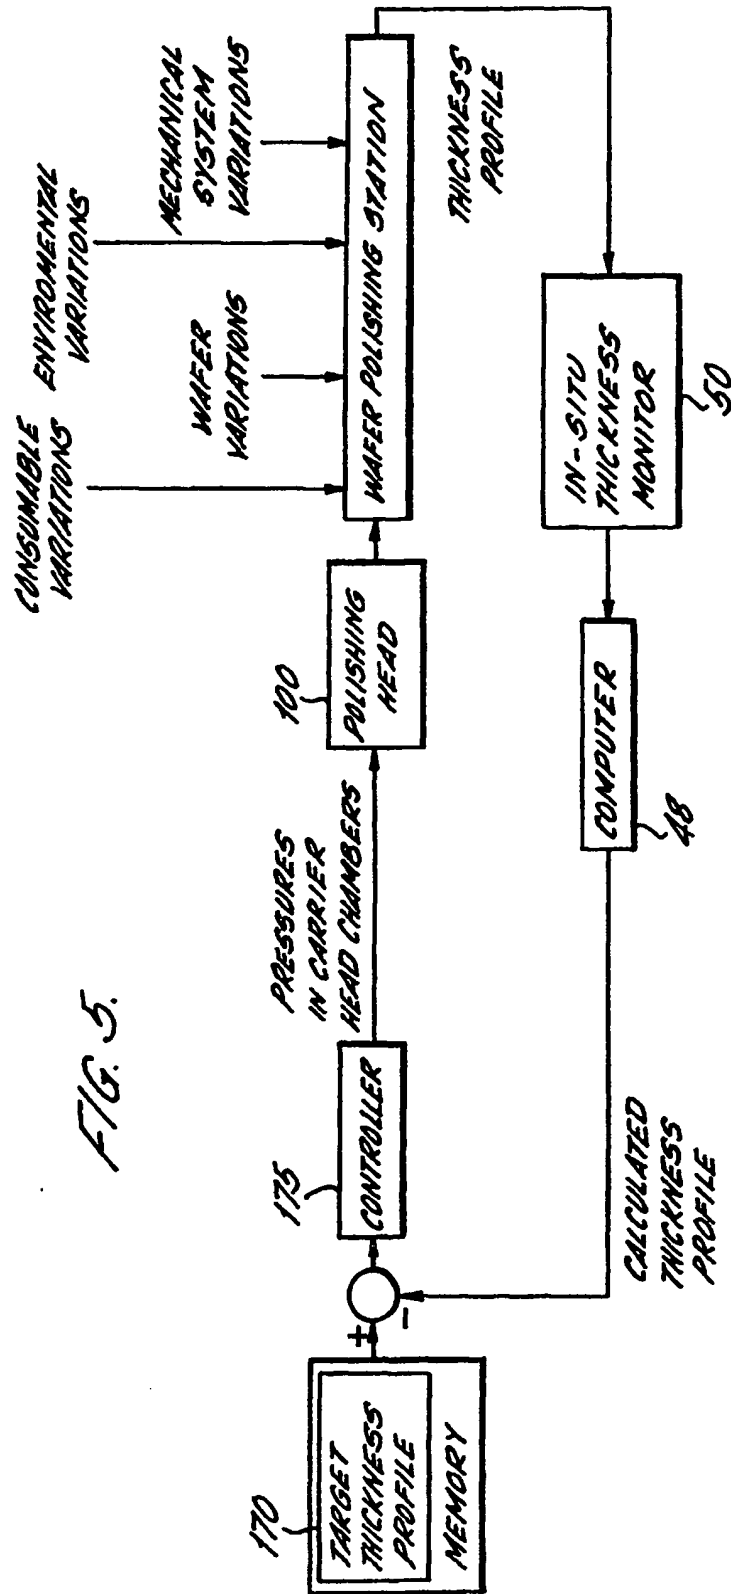 FIG. 5.
CONSUMABLE
VARIATIONS
ENVIROMENTAL
VARIATIONS
WAFER
VARIATIONS
MECHANICAL
SYSTEM
VARIATIONS
170
TARGET
THICKNESS
PROFILE
MEMORY
+
-
175
CONTROLLER
PRESSURES
IN CARRIER
HEAD CHAMBERS
100
POLISHING
HEAD
WAFER POLISHING STATION
THICKNESS
PROFILE
IN-SITU
THICKNESS
MONITOR
50
COMPUTER
48
CALCULATED
THICKNESS
PROFILE